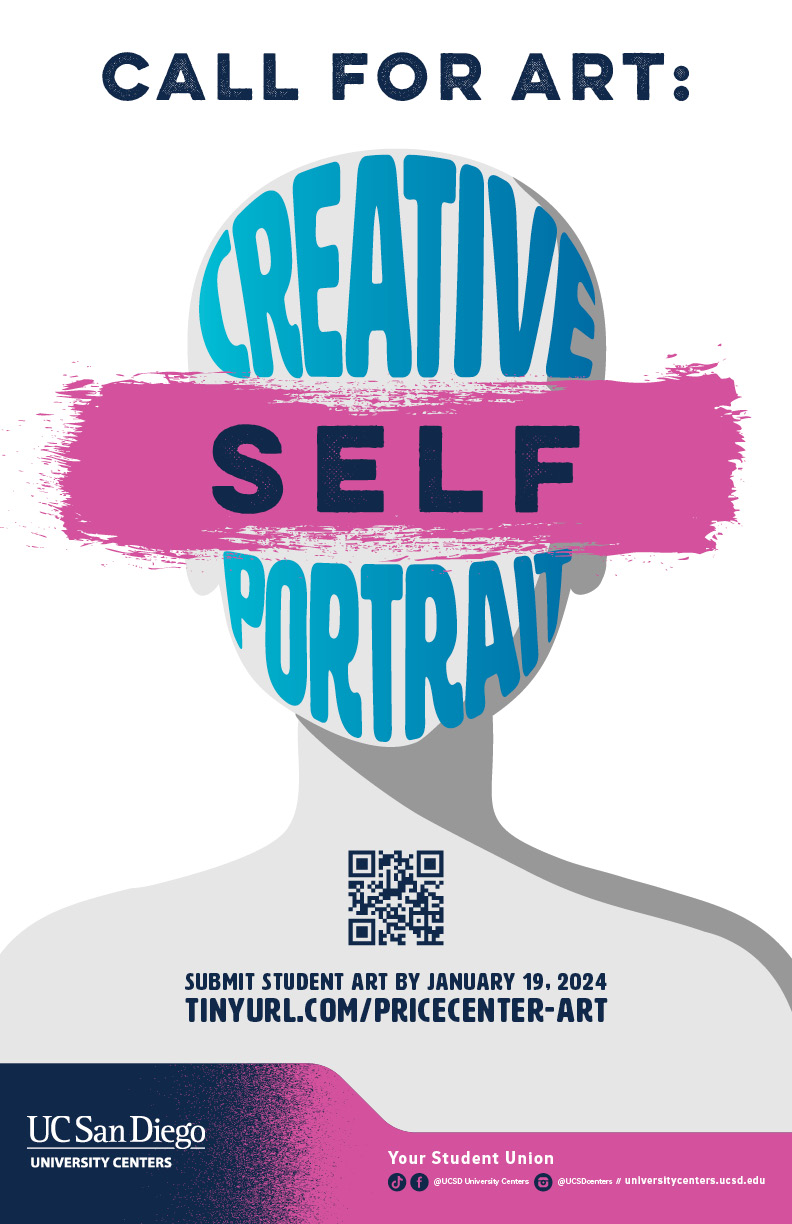 CALL FOR ART:
CREATIVE
SELF
PORTRAIT
SUBMIT STUDENT ART BY JANUARY 19, 2024
TINYURL.COM/PRICECENTER-ART
UC San Diego
UNIVERSITY CENTERS
Your Student Union
@UCSD University Centers @UCSDcenters // universitycenters.ucsd.edu